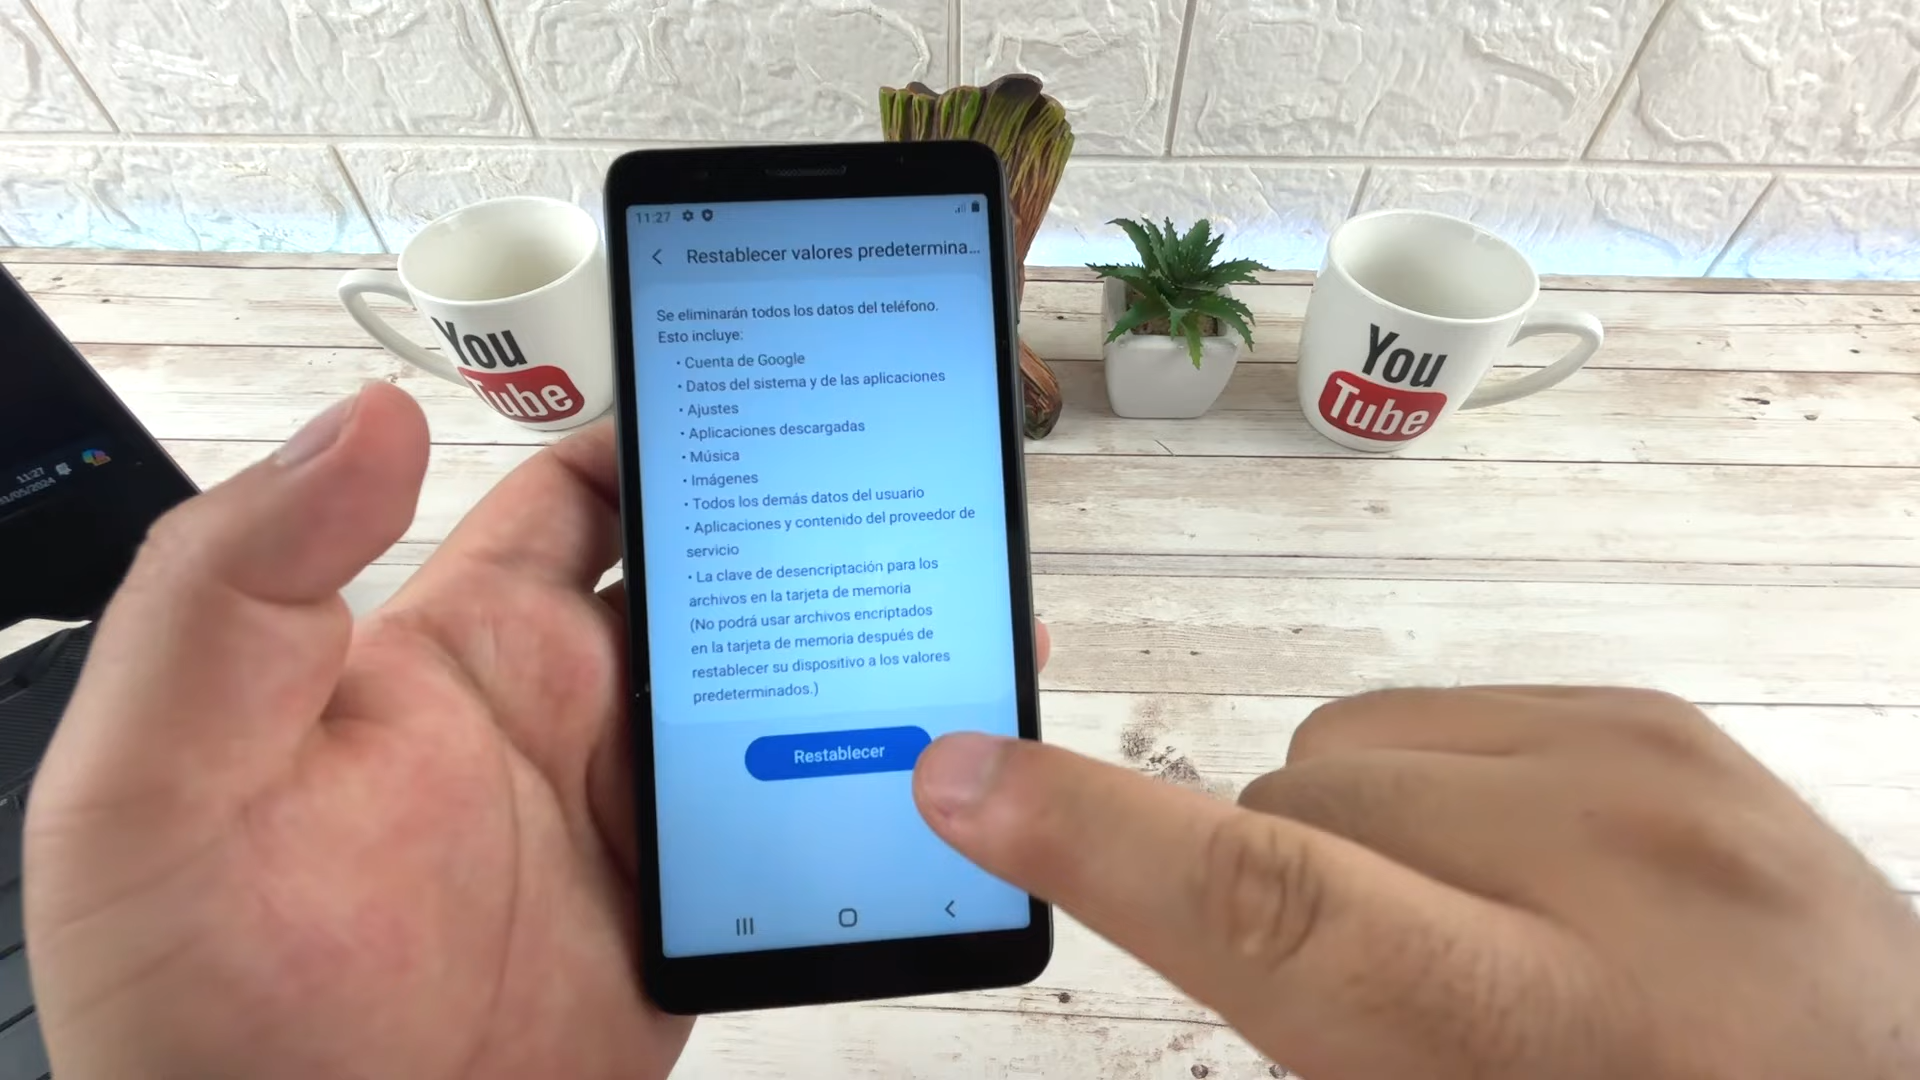 11:27
Restablecer valores predetermina...
Se eliminarán todos los datos del teléfono.
Esto incluye:
• Cuenta de Google
• Datos del sistema y de las aplicaciones
• Ajustes
• Aplicaciones descargadas
• Música
• Imágenes
• Todos los demás datos del usuario
• Aplicaciones y contenido del proveedor de
servicio
• La clave de desencriptación para los
archivos en la tarjeta de memoria
(No podrá usar archivos encriptados
en la tarjeta de memoria después de
restablecer su dispositivo a los valores
predeterminados.)
Restablecer
You
Tube
You
Tube
11:27